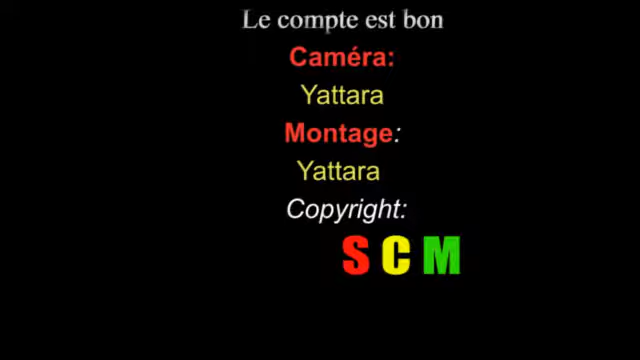 Le compte est bon
Caméra:
Yattara
Montage:
Yattara
Copyright:
S C M